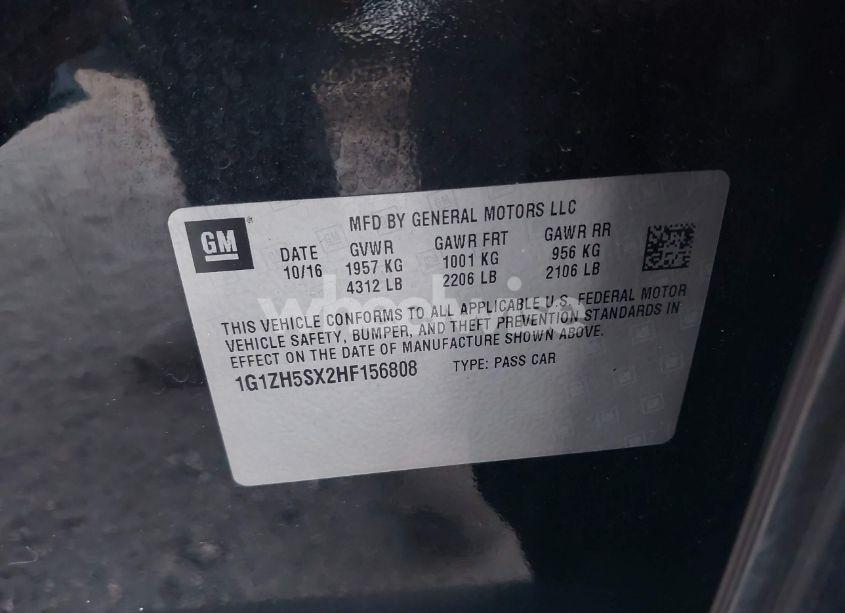 GM
MFD BY GENERAL MOTORS LLC
DATE GVWR GAWR FRT GAWR RR
10/16 1957 KG 1001 KG 956 KG
4312 LB 2206 LB 2106 LB
THIS VEHICLE CONFORMS TO ALL APPLICABLE U.S. FEDERAL MOTOR
VEHICLE SAFETY, BUMPER, AND THEFT PREVENTION STANDARDS IN
EFFECT ON THE DATE OF MANUFACTURE SHOWN ABOVE.
1G1ZH5SX2HF156808 TYPE: PASS CAR